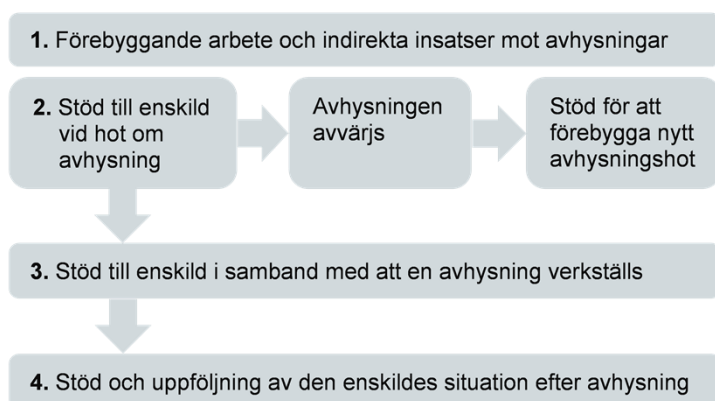 1. Förebyggande arbete och indirekta insatser mot avhysningar
2. Stöd till enskild
vid hot om
avhysning
Avhysningen
avvärjs
Stöd för att
förebygga nytt
avhysningshot
3. Stöd till enskild i samband med att en avhysning verkställs
4. Stöd och uppföljning av den enskildes situation efter avhysning